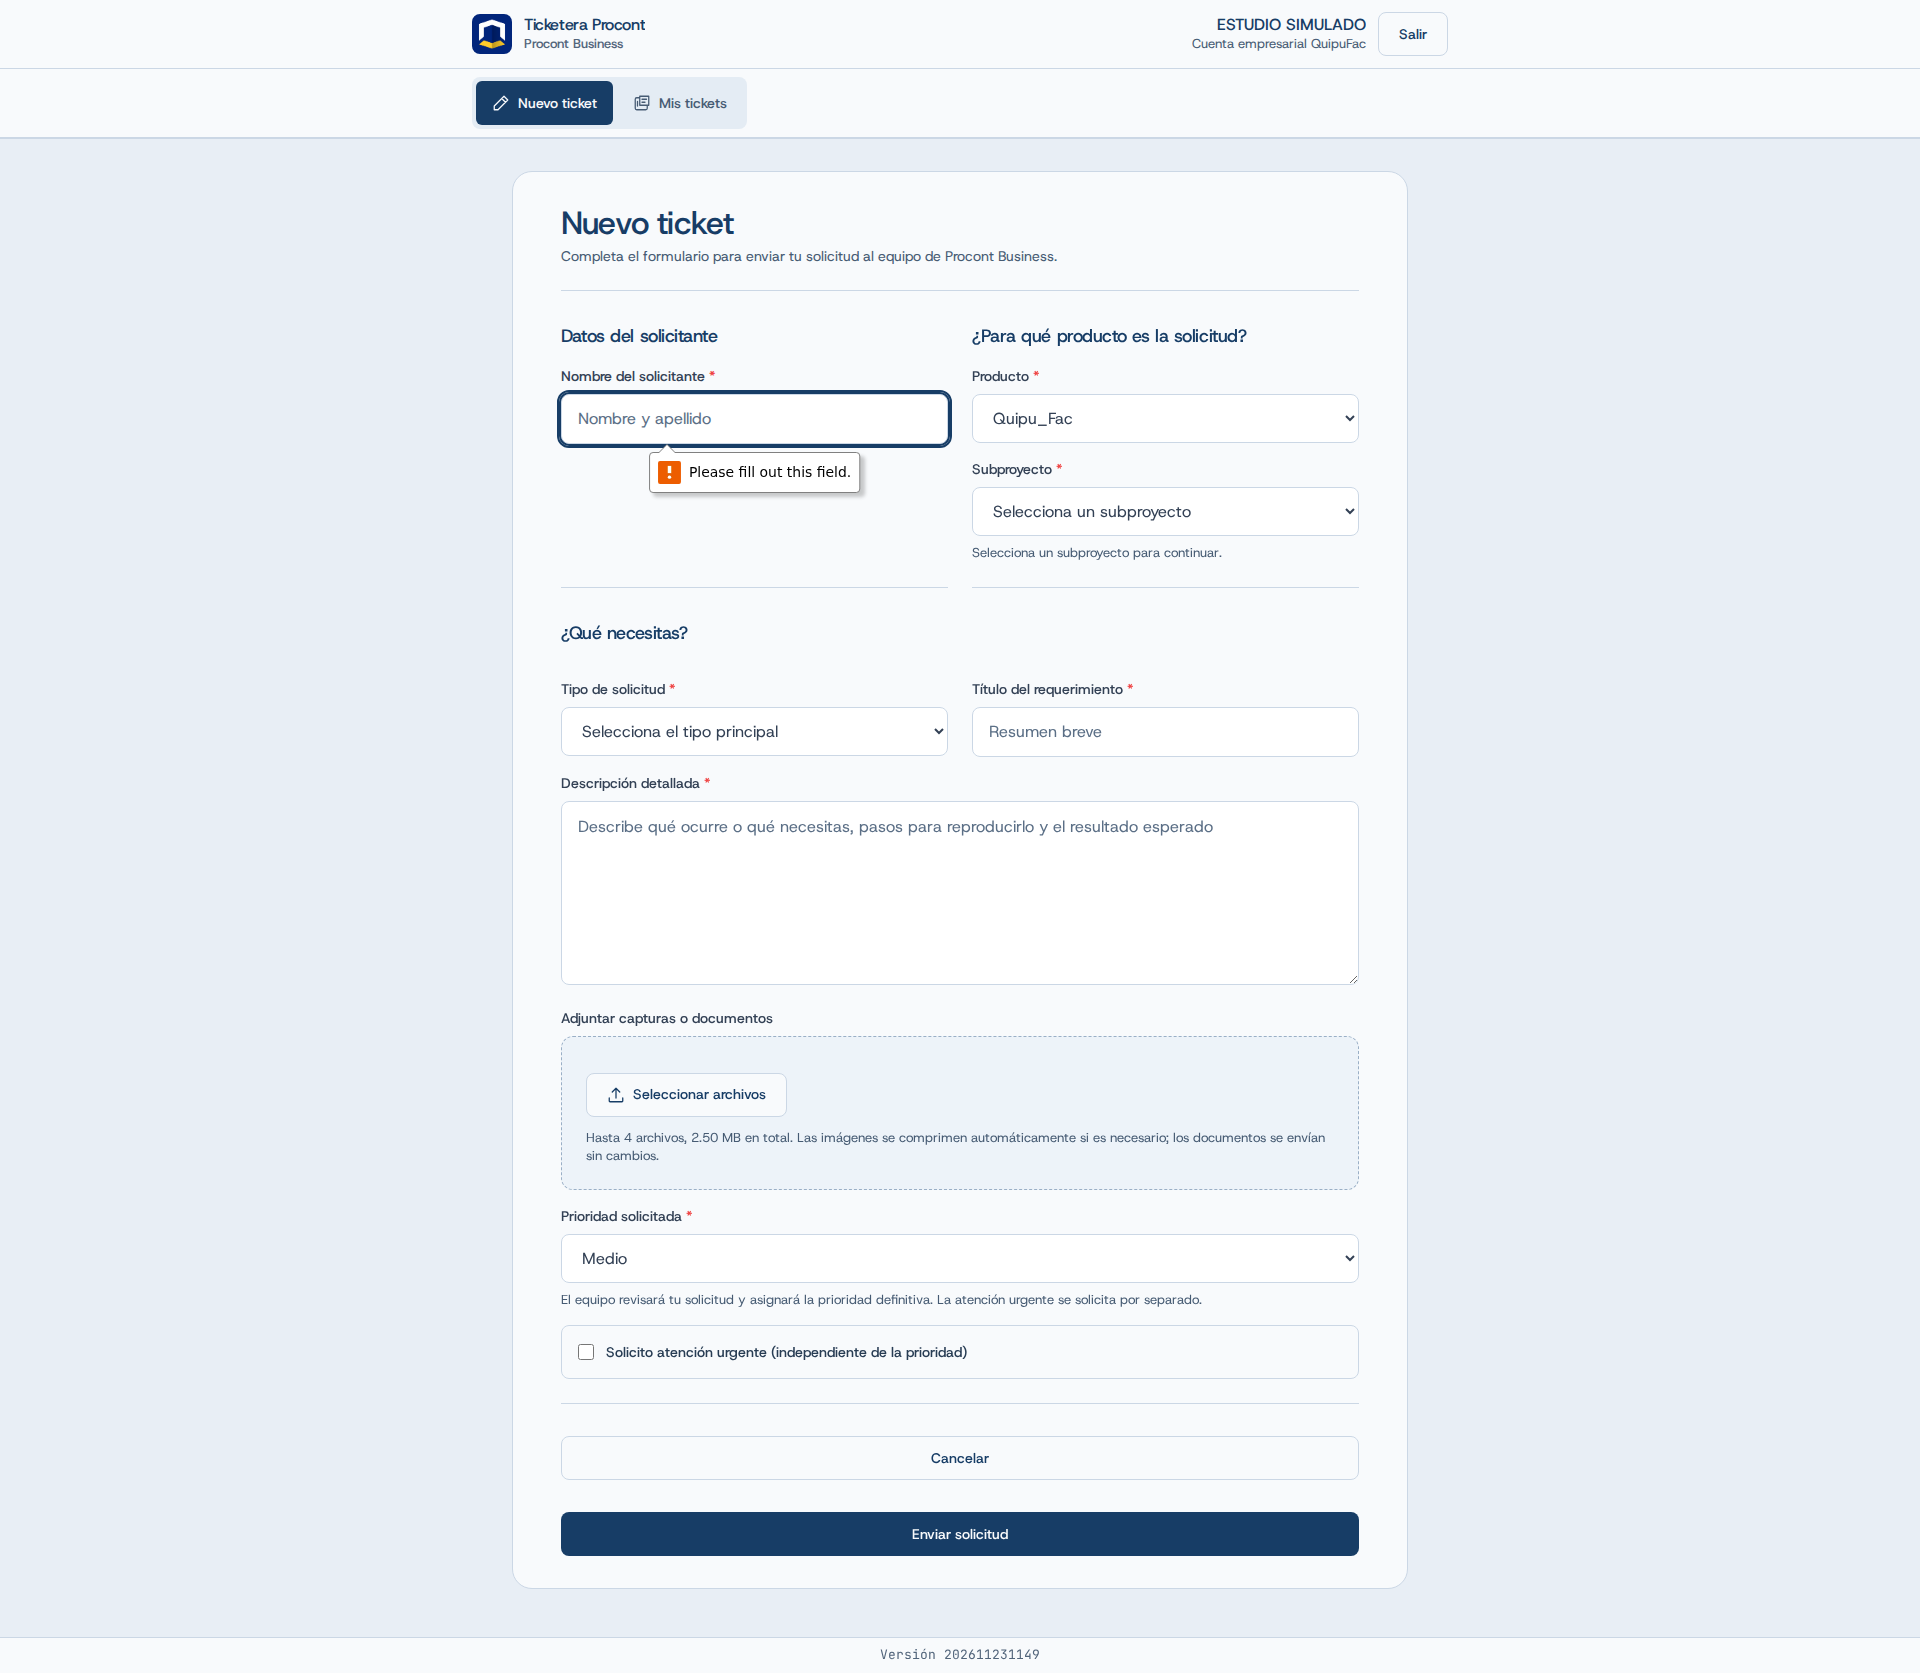 Ticketera Procont
Procont Business
ESTUDIO SIMULADO
Cuenta empresarial QuipuFac
Salir
Nuevo ticket
Mis tickets
Nuevo ticket
Completa el formulario para enviar tu solicitud al equipo de Procont Business.
Datos del solicitante
Nombre del solicitante *
Nombre y apellido
Please fill out this field.
¿Para qué producto es la solicitud?
Producto *
Quipu_Fac
Subproyecto *
Selecciona un subproyecto
Selecciona un subproyecto para continuar.
¿Qué necesitas?
Tipo de solicitud *
Selecciona el tipo principal
Título del requerimiento *
Resumen breve
Descripción detallada *
Describe qué ocurre o qué necesitas, pasos para reproducirlo y el resultado esperado
Adjuntar capturas o documentos
Seleccionar archivos
Hasta 4 archivos, 2.50 MB en total. Las imágenes se comprimen automáticamente si es necesario; los documentos se envían
sin cambios.
Prioridad solicitada *
Medio
El equipo revisará tu solicitud y asignará la prioridad definitiva. La atención urgente se solicita por separado.
Solicito atención urgente (independiente de la prioridad)
Cancelar
Enviar solicitud
Versión 202611231149